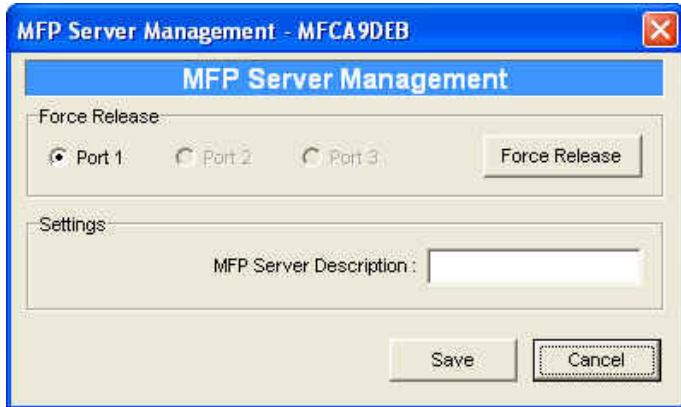 MFP Server Management - MFCA9DEB
MFP Server Management
Force Release
Port 1 Port 2 Port 3 Force Release
Settings
MFP Server Description :
Save Cancel